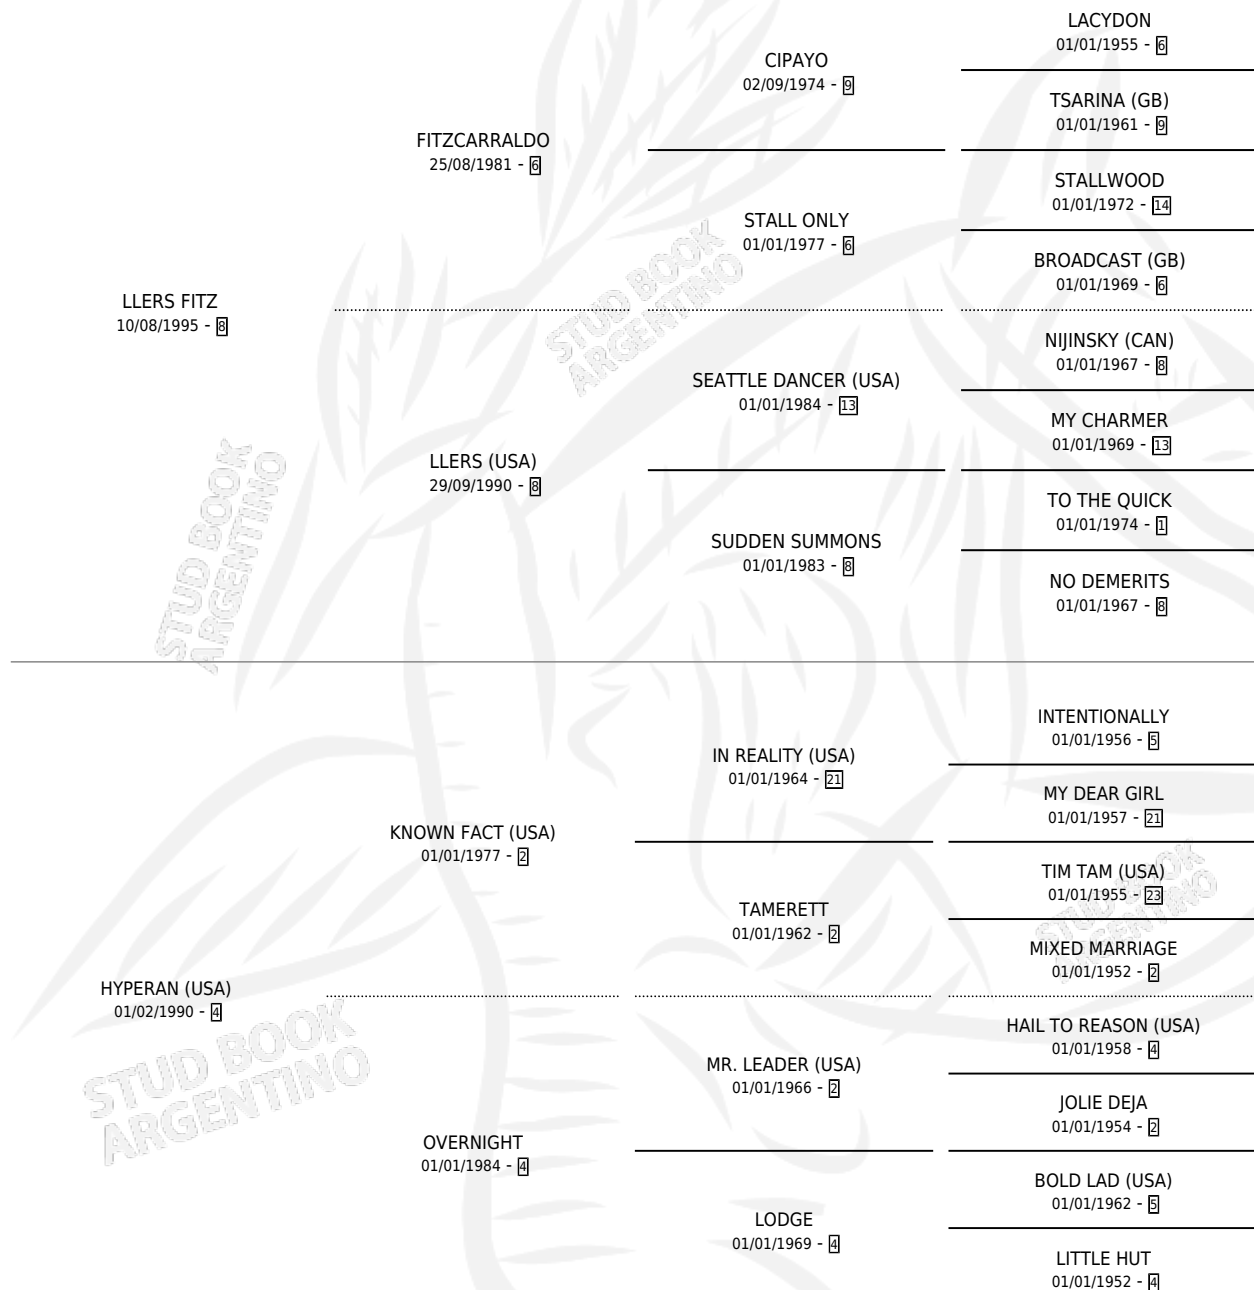 LACYDON
01/01/1955 - 6
CIPAYO
02/09/1974 - 9
TSARINA (GB)
01/01/1961 - 9
FITZCARRALDO
25/08/1981 - 6
STALLWOOD
01/01/1972 - 14
STALL ONLY
01/01/1977 - 6
BROADCAST (GB)
01/01/1969 - 6
LLERS FITZ
10/08/1995 - 8
NIJINSKY (CAN)
01/01/1967 - 8
SEATTLE DANCER (USA)
01/01/1984 - 13
MY CHARMER
01/01/1969 - 13
LLERS (USA)
29/09/1990 - 8
TO THE QUICK
01/01/1974 - 1
SUDDEN SUMMONS
01/01/1983 - 8
NO DEMERITS
01/01/1967 - 8
INTENTIONALLY
01/01/1956 - 5
IN REALITY (USA)
01/01/1964 - 21
MY DEAR GIRL
01/01/1957 - 21
KNOWN FACT (USA)
01/01/1977 - 2
TIM TAM (USA)
01/01/1955 - 23
TAMERETT
01/01/1962 - 2
MIXED MARRIAGE
01/01/1952 - 2
HYPERAN (USA)
01/02/1990 - 4
HAIL TO REASON (USA)
01/01/1958 - 4
MR. LEADER (USA)
01/01/1966 - 2
JOLIE DEJA
01/01/1954 - 2
OVERNIGHT
01/01/1984 - 4
BOLD LAD (USA)
01/01/1962 - 5
LODGE
01/01/1969 - 4
LITTLE HUT
01/01/1952 - 4
STUD BOOK
ARGENTINO
STUD BOOK
ARGENTINO
STUD BOOK
ARGENTINO
STUD BOOK
ARGENTINO